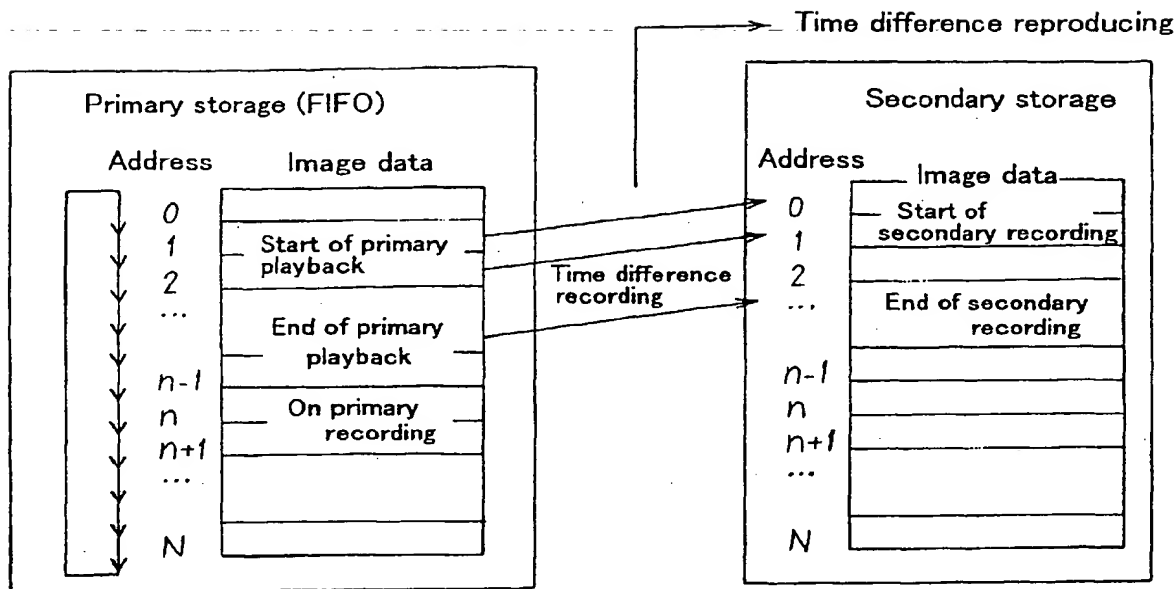 Time difference reproducing
Primary storage (FIFO)
Address
Image data
0
1
2
...
n-1
n
n+1
...
N
Start of primary
playback
End of primary
playback
On primary
recording
Time difference
recording
Secondary storage
Address
Image data
0
1
2
...
n-1
n
n+1
...
N
Start of
secondary recording
End of secondary
recording